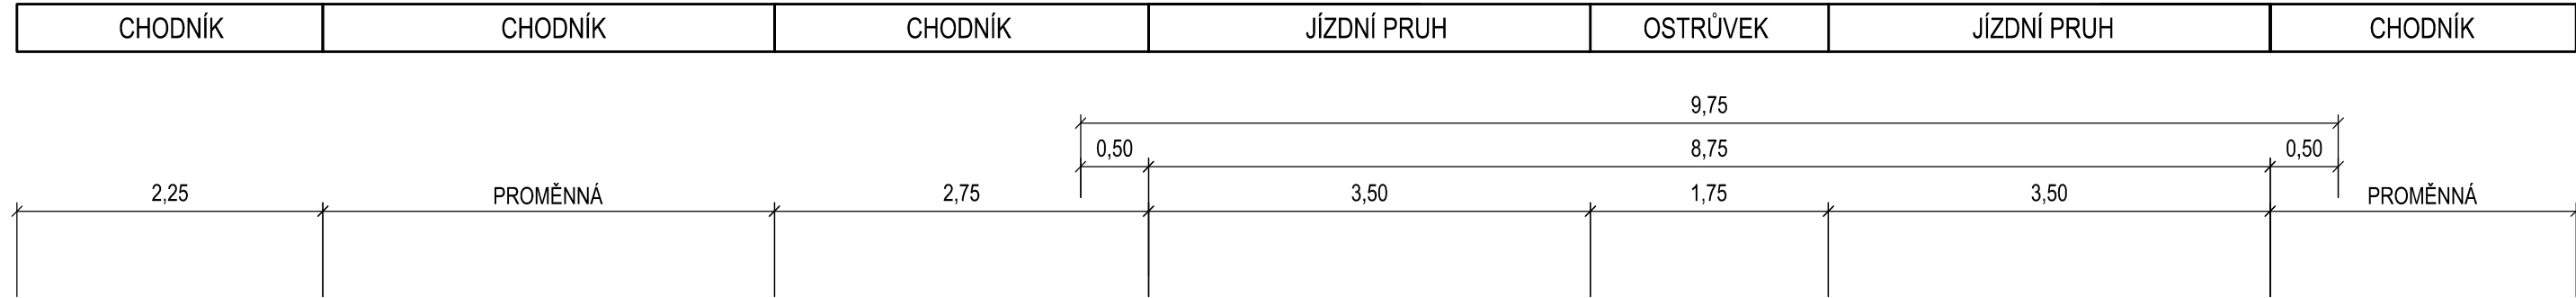 CHODNÍK CHODNÍK CHODNÍK JÍZDNÍ PRUH OSTRŮVEK JÍZDNÍ PRUH CHODNÍK
9,75
0,50 8,75 0,50
2,25 PROMĚNNÁ 2,75 3,50 1,75 3,50 PROMĚNNÁ